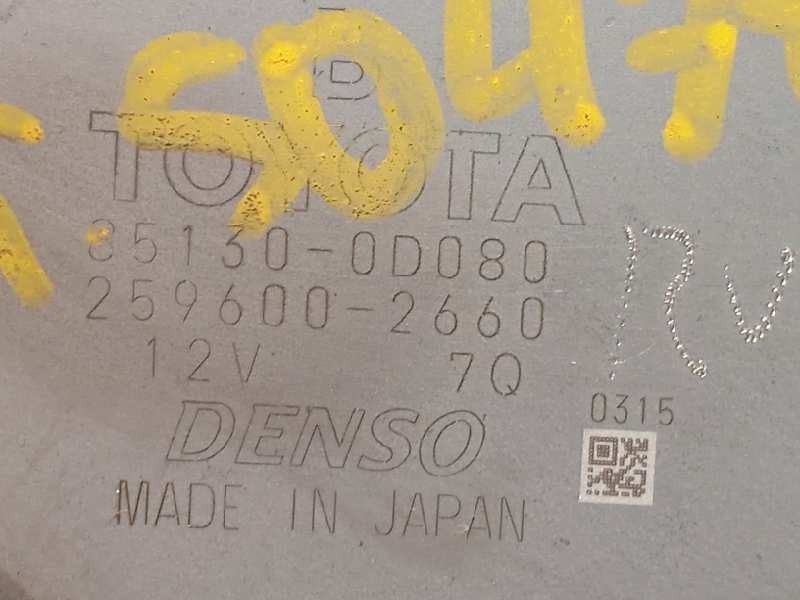 TOYOTA
85130-0D080
259600-2660
12V 7Q
DENSO
0315
MADE IN JAPAN